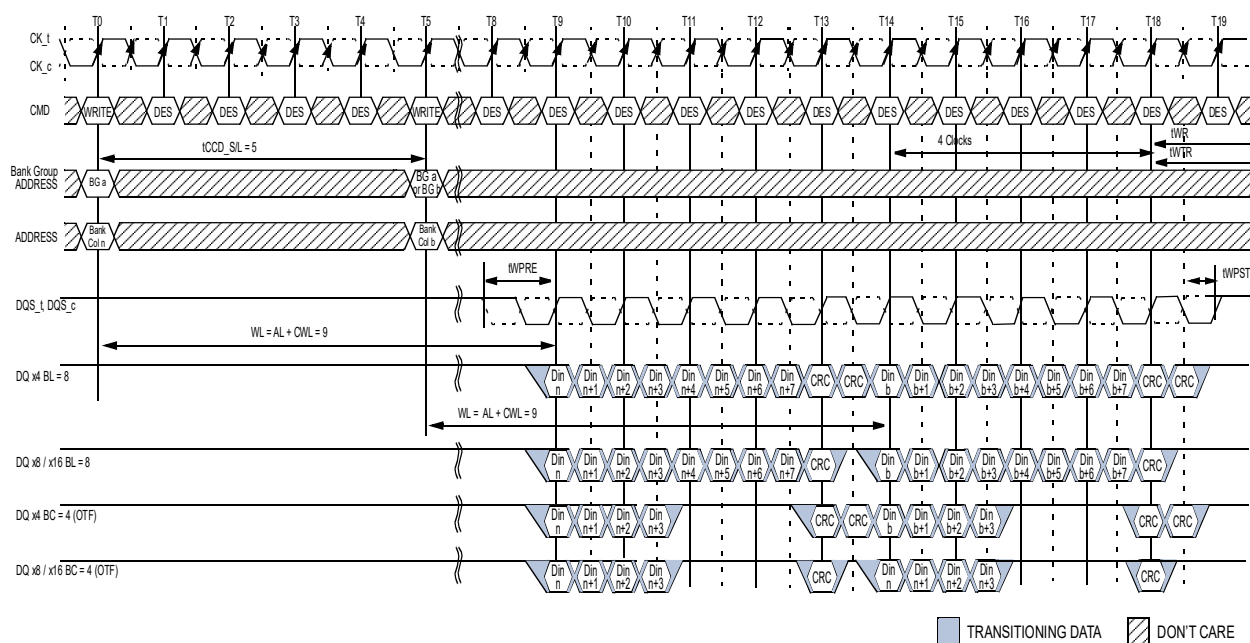 T0 T1 T2 T3 T4 T5 T8 T9 T10 T11 T12 T13 T14 T15 T16 T17 T18 T19
CK_t
CK_c
CMD WRITE DES DES DES DES WRITE DES DES DES DES DES DES DES DES DES DES DES DES
tCCD_S/L = 5
4 Clocks
tWR
tWTR
Bank Group
ADDRESS
BG a
BG a
or BG b
ADDRESS
Bank
Col n
Bank
Col b
tWPRE
tWPST
DQS_t, DQS_c
WL = AL + CWL = 9
DQ x4 BL = 8
Din Din Din Din Din Din Din Din CRC CRC Din Din Din Din Din Din Din Din CRC CRC
n n+1 n+2 n+3 n+4 n+5 n+6 n+7 b b+1 b+2 b+3 b+4 b+5 b+6 b+7
WL = AL + CWL = 9
DQ x8 / x16 BL = 8
Din Din Din Din Din Din Din Din CRC Din Din Din Din Din Din Din Din CRC
n n+1 n+2 n+3 n+4 n+5 n+6 n+7 b b+1 b+2 b+3 b+4 b+5 b+6 b+7
DQ x4 BC = 4 (OTF)
Din Din Din Din CRC CRC Din Din Din Din CRC CRC
n n+1 n+2 n+3 b b+1 b+2 b+3
DQ x8 / x16 BC = 4 (OTF)
Din Din Din Din CRC Din Din Din Din CRC
n n+1 n+2 n+3 n b+1 b+2 b+3
TRANSITIONING DATA
DON'T CARE